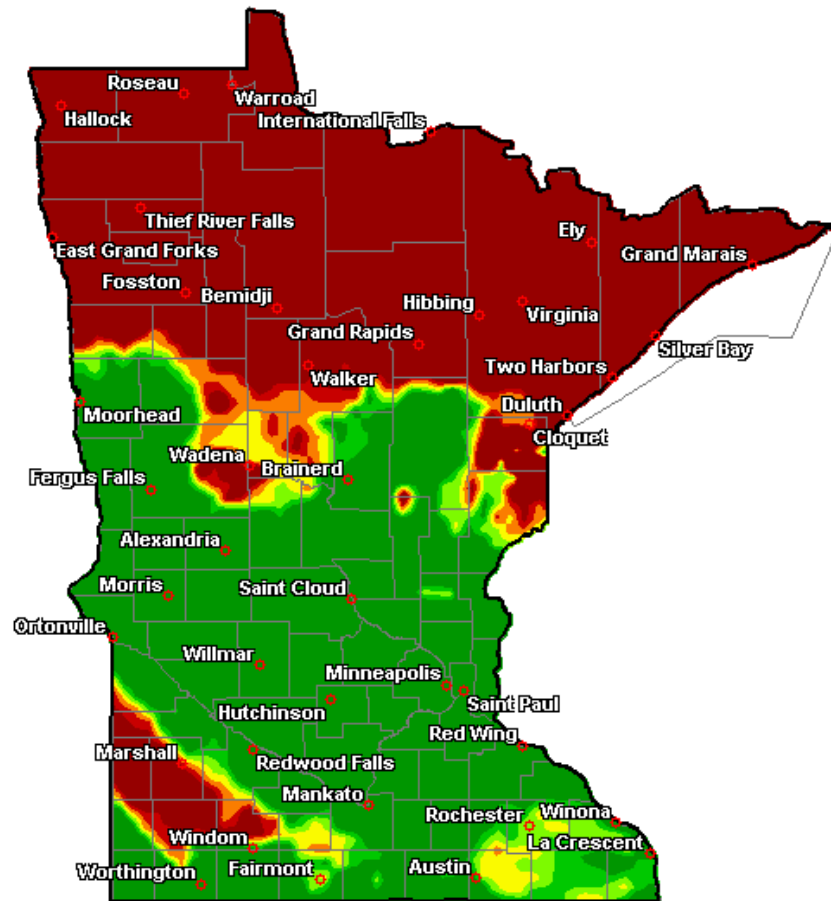 Roseau
Warroad
Hallock
International Falls
Thief River Falls
Ely
East Grand Forks
Grand Marais
Fosston
Bemidji
Hibbing
Virginia
Grand Rapids
Silver Bay
Two Harbors
Walker
Duluth
Moorhead
Cloquet
Wadena
Brainerd
Fergus Falls
Alexandria
Morris
Saint Cloud
Ortonville
Willmar
Minneapolis
Saint Paul
Hutchinson
Red Wing
Marshall
Redwood Falls
Mankato
Rochester
Winona
Windom
La Crescent
Worthington
Fairmont
Austin